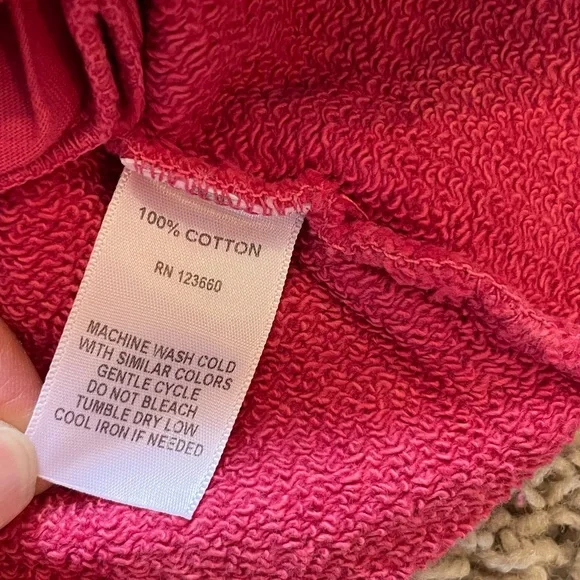 100% COTTON
RN 123660
MACHINE WASH COLD
WITH SIMILAR COLORS
GENTLE CYCLE
DO NOT BLEACH
TUMBLE DRY LOW
COOL IRON IF NEEDED